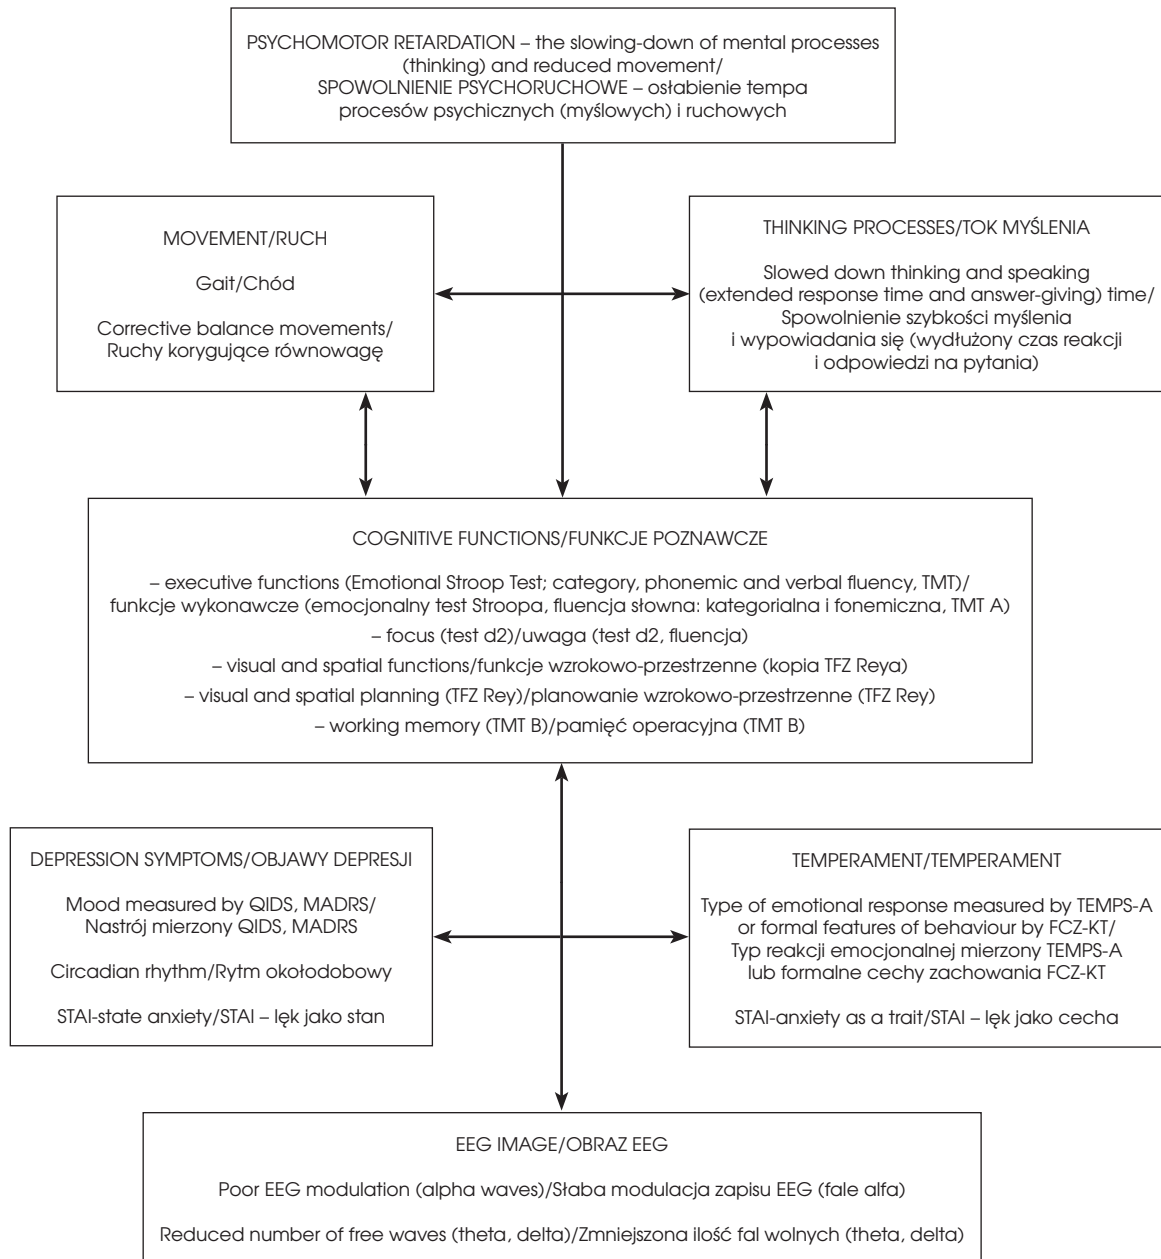 PSYCHOMOTOR RETARDATION – the slowing-down of mental processes
(thinking) and reduced movement/
SPOWOLNIENIE PSYCHORUCHOWE – osłabienie tempa
procesów psychicznych (myślowych) i ruchowych
MOVEMENT/RUCH
Gait/Chód
Corrective balance movements/
Ruchy korygujące równowagę
THINKING PROCESSES/TOK MYŚLENIA
Slowed down thinking and speaking
(extended response time and answer-giving) time/
Spowolnienie szybkości myślenia
i wypowiadania się (wydłużony czas reakcji
i odpowiedzi na pytania)
COGNITIVE FUNCTIONS/FUNKCJE POZNAWCZE
– executive functions (Emotional Stroop Test; category, phonemic and verbal fluency, TMT)/
funkcje wykonawcze (emocjonalny test Stroopa, fluencja słowna: kategorialna i fonemiczna, TMT A)
– focus (test d2)/uwaga (test d2, fluencja)
– visual and spatial functions/funkcje wzrokowo-przestrzenne (kopia TFZ Reya)
– visual and spatial planning (TFZ Rey)/planowanie wzrokowo-przestrzenne (TFZ Rey)
– working memory (TMT B)/pamięć operacyjna (TMT B)
DEPRESSION SYMPTOMS/OBJAWY DEPRESJI
Mood measured by QIDS, MADRS/
Nastrój mierzony QIDS, MADRS
Circadian rhythm/Rytm okołodobowy
STAI-state anxiety/STAI – lęk jako stan
TEMPERAMENT/TEMPERAMENT
Type of emotional response measured by TEMPS-A
or formal features of behaviour by FCZ-KT/
Typ reakcji emocjonalnej mierzony TEMPS-A
lub formalne cechy zachowania FCZ-KT
STAI-anxiety as a trait/STAI – lęk jako cecha
EEG IMAGE/OBRAZ EEG
Poor EEG modulation (alpha waves)/Słaba modulacja zapisu EEG (fale alfa)
Reduced number of free waves (theta, delta)/Zmniejszona ilość fal wolnych (theta, delta)